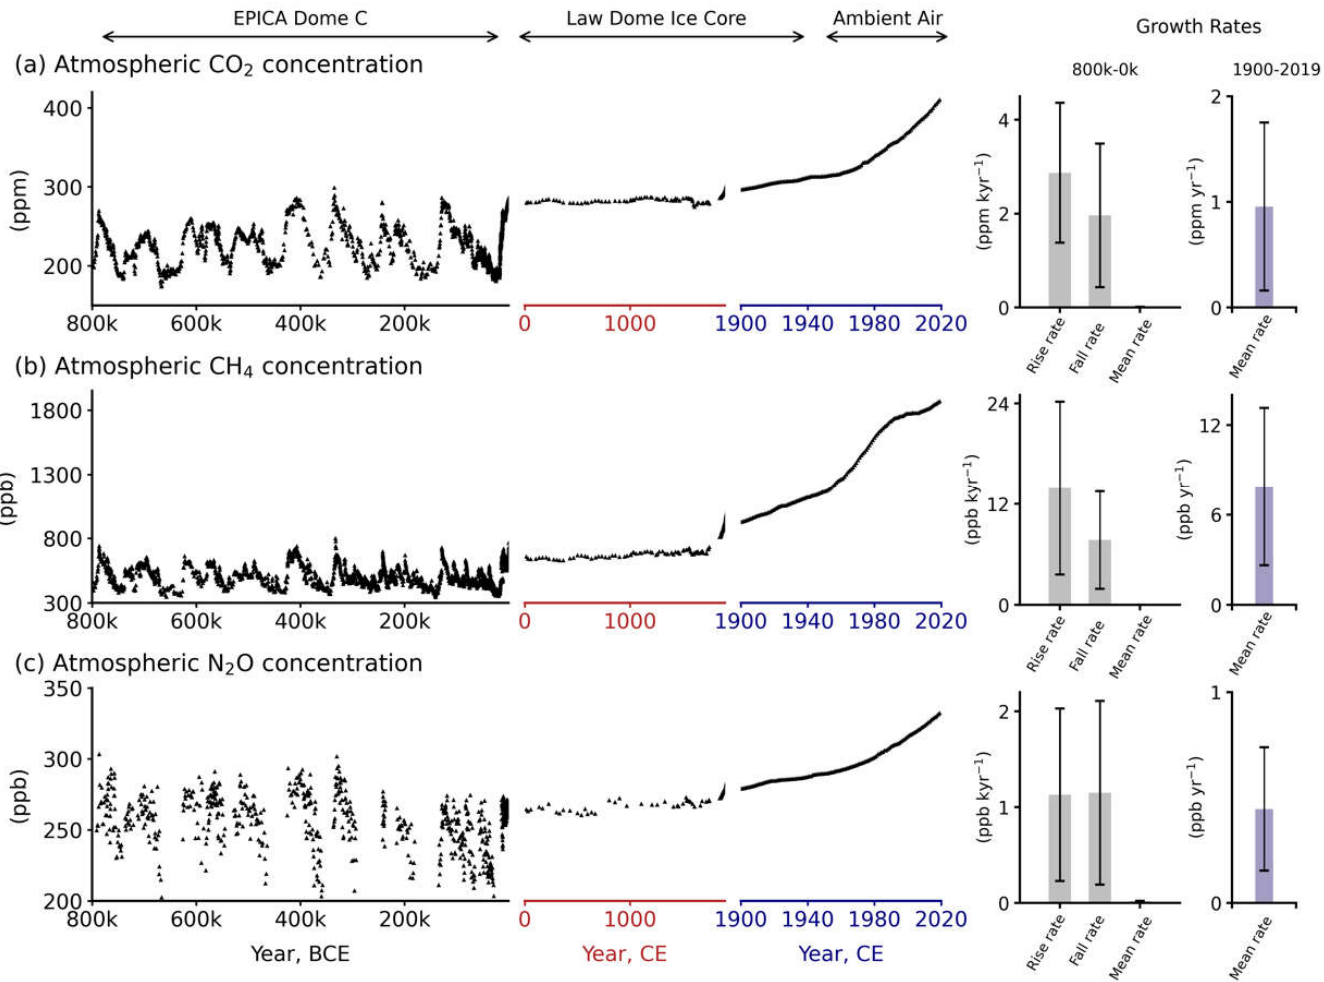 EPICA Dome C
Law Dome Ice Core
Ambient Air
Growth Rates
800k-0k
1900-2019
(a) Atmospheric CO₂ concentration
(ppm)
400
300
200
800k 600k 400k 200k
0 1000
1900 1940 1980 2020
(ppm kyr⁻¹)
4
2
0
Rise rate
Fall rate
Mean rate
(ppm yr⁻¹)
2
1
0
Mean rate
(b) Atmospheric CH₄ concentration
(ppb)
1800
1300
800
300
800k 600k 400k 200k
0 1000
1900 1940 1980 2020
(ppb kyr⁻¹)
24
12
0
Rise rate
Fall rate
Mean rate
(ppb yr⁻¹)
12
6
0
Mean rate
(c) Atmospheric N₂O concentration
(ppb)
350
300
250
200
800k 600k 400k 200k
0 1000
1900 1940 1980 2020
Year, BCE
Year, CE
Year, CE
(ppb kyr⁻¹)
2
1
0
Rise rate
Fall rate
Mean rate
(ppb yr⁻¹)
1
0
Mean rate